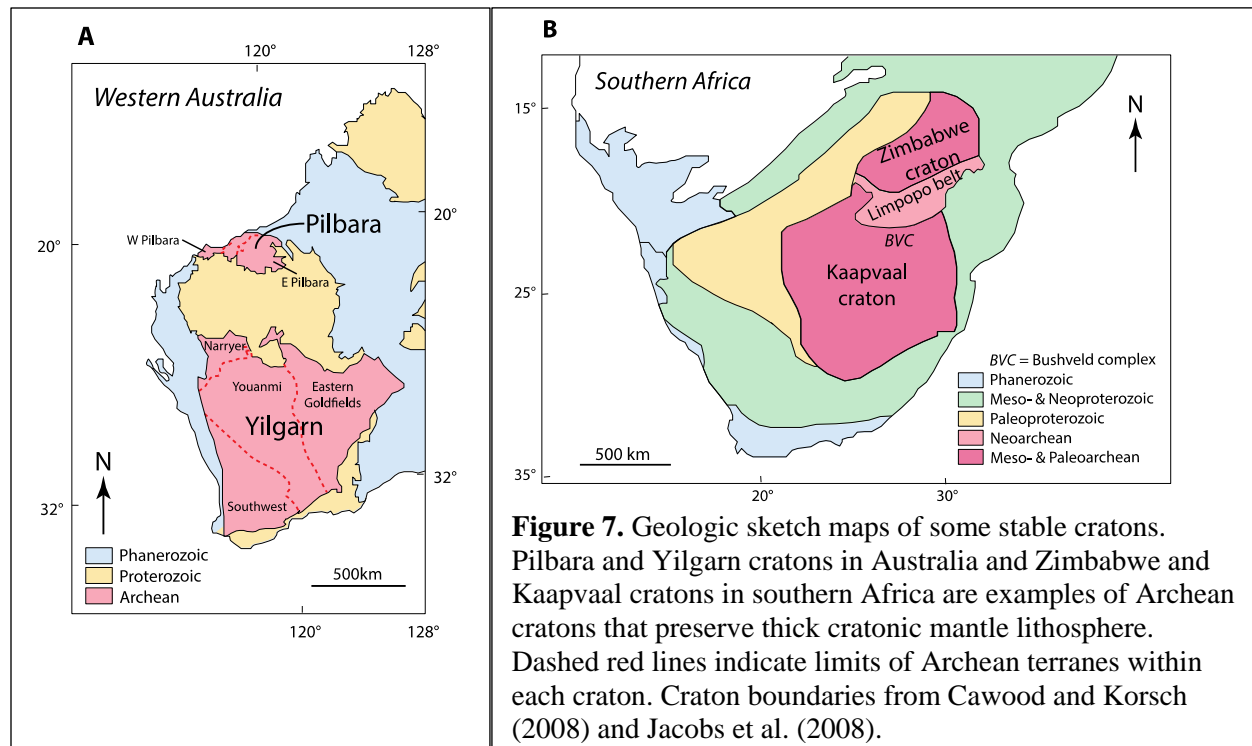 A
120°
128°
Western Australia
Pilbara
20°
W Pilbara
20°
E Pilbara
Narryer
Youanmi
Eastern
Goldfields
Yilgarn
N
32°
Southwest
32°
Phanerozoic
Proterozoic
Archean
500km
120°
128°
B
Southern Africa
15°
N
Zimbabwe
craton
Limpopo belt
BVC
Kaapvaal
craton
25°
BVC = Bushveld complex
Phanerozoic
Meso- & Neoproterozoic
Paleoproterozoic
Neoarchean
Meso- & Paleoarchean
500 km
35°
20°
30°
Figure 7. Geologic sketch maps of some stable cratons.
Pilbara and Yilgarn cratons in Australia and Zimbabwe and
Kaapvaal cratons in southern Africa are examples of Archean
cratons that preserve thick cratonic mantle lithosphere.
Dashed red lines indicate limits of Archean terranes within
each craton. Craton boundaries from Cawood and Korsch
(2008) and Jacobs et al. (2008).